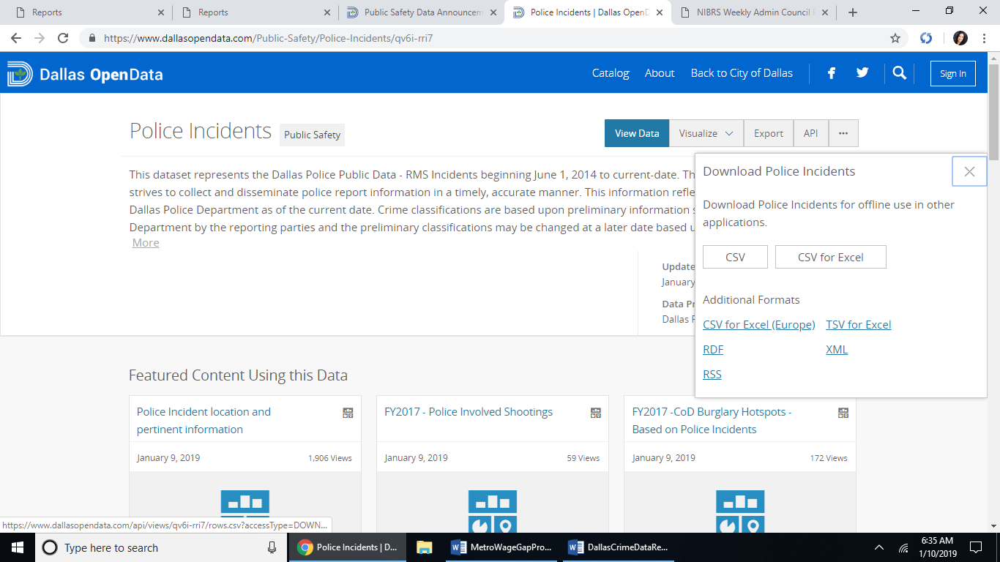 Reports
Reports
Public Safety Data Announcem
Police Incidents | Dallas OpenD
NIBRS Weekly Admin Council
https://www.dallasopendata.com/Public-Safety/Police-Incidents/qv6i-rri7
Dallas OpenData
Catalog
About
Back to City of Dallas
Sign In
Police Incidents
Public Safety
View Data
Visualize
Export
API
This dataset represents the Dallas Police Public Data - RMS Incidents beginning June 1, 2014 to current-date. Th
strives to collect and disseminate police report information in a timely, accurate manner. This information refle
Dallas Police Department as of the current date. Crime classifications are based upon preliminary information s
Department by the reporting parties and the preliminary classifications may be changed at a later date based u
More
Update
January
Data Pr
Dallas
Download Police Incidents
Download Police Incidents for offline use in other
applications.
CSV
CSV for Excel
Additional Formats
CSV for Excel (Europe)
TSV for Excel
RDF
XML
RSS
Featured Content Using this Data
Police Incident location and
pertinent information
January 9, 2019
1,906 Views
FY2017 - Police Involved Shootings
January 9, 2019
59 Views
FY2017 -CoD Burglary Hotspots -
Based on Police Incidents
January 9, 2019
172 Views
https://www.dallasopendata.com/api/views/qv6i-rri7/rows.csv?accessType=DOWN...
Type here to search
Police Incidents | D...
MetroWageGapPro...
DallasCrimeDataRe...
6:35 AM
1/10/2019